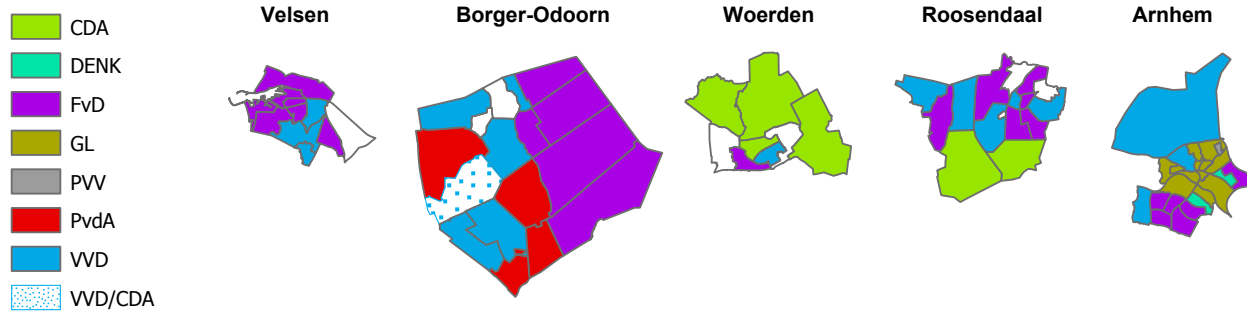 Velsen
Borger-Odoorn
Woerden
Roosendaal
Arnhem
CDA
DENK
FvD
GL
PVV
PvdA
VVD
VVD/CDA